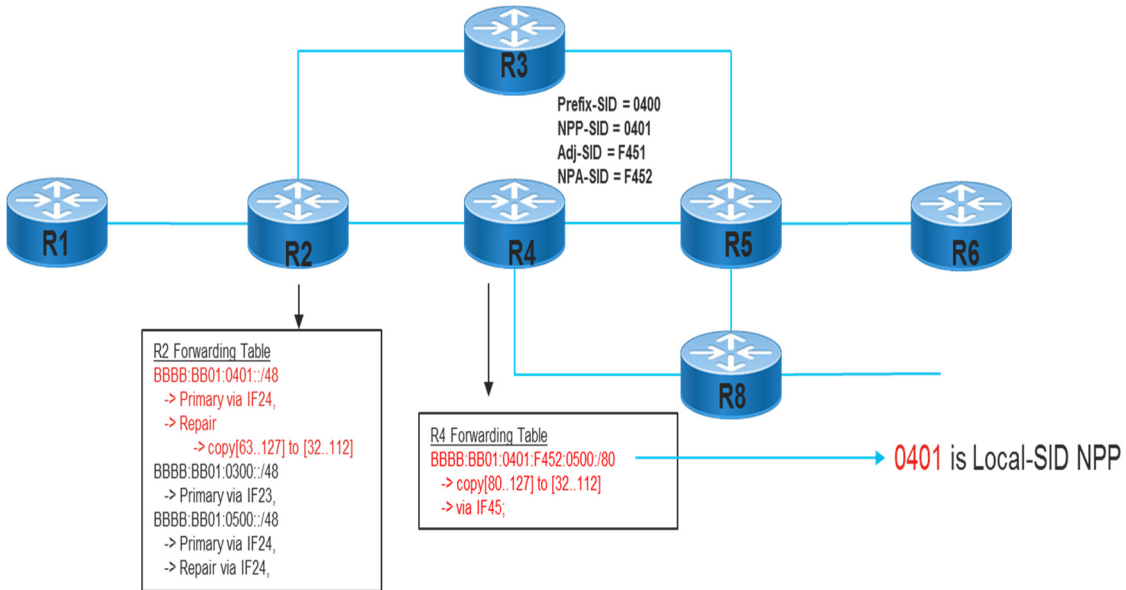 R3
Prefix-SID = 0400
NPP-SID = 0401
Adj-SID = F451
NPA-SID = F452
R1
R2
R4
R5
R6
R8
R2 Forwarding Table
BBBB:BB01:0401::/48
-> Primary via IF24,
-> Repair
-> copy[63..127] to [32..112]
BBBB:BB01:0300::/48
-> Primary via IF23,
BBBB:BB01:0500::/48
-> Primary via IF24,
-> Repair via IF24,
R4 Forwarding Table
BBBB:BB01:0401:F452:0500:/80
-> copy[80..127] to [32..112]
-> via IF45;
0401 is Local-SID NPP